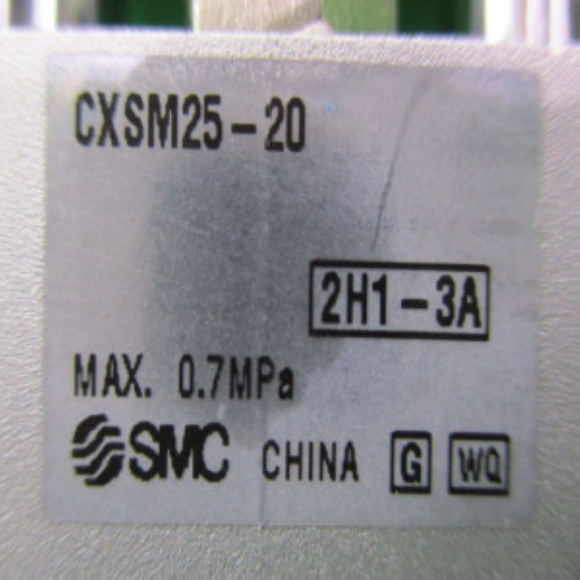 CXSM25-20
2H1-3A
MAX. 0.7MPa
SMC CHINA G WQ